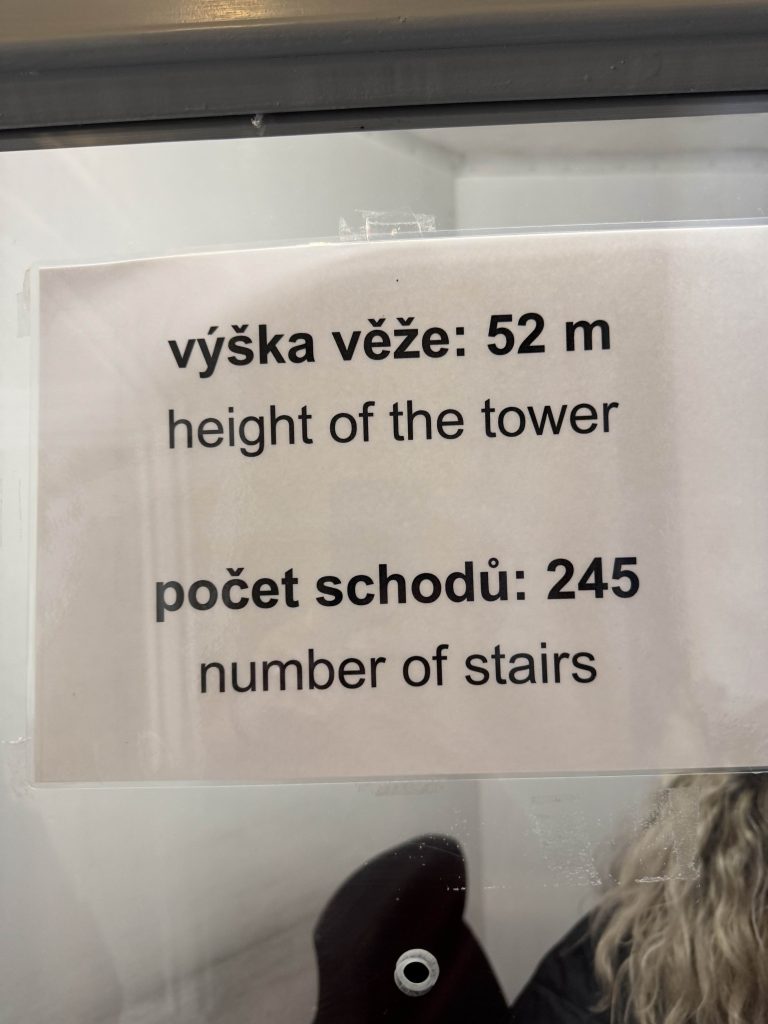 výška věže: 52 m
height of the tower
počet schodů: 245
number of stairs